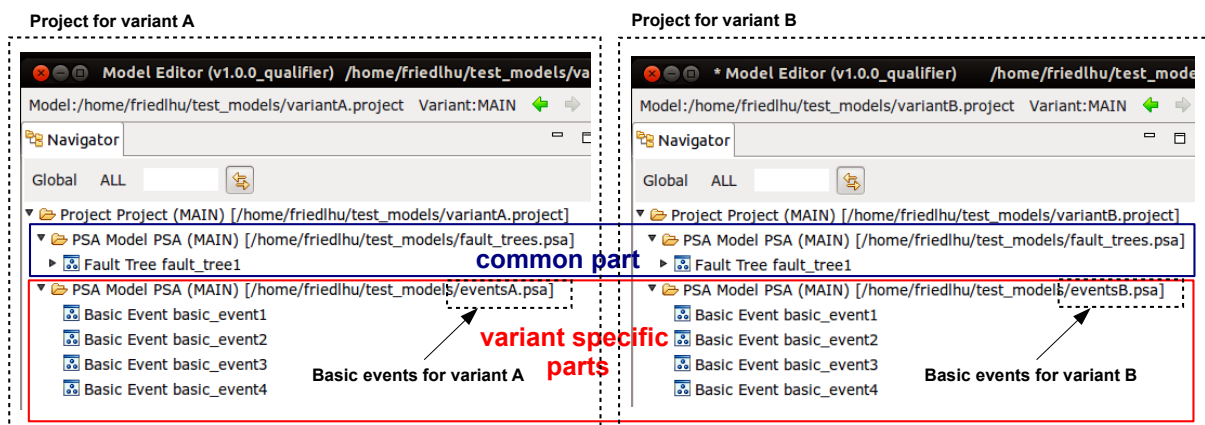 Project for variant A
Model Editor (v1.0.0_qualifier) /home/friedlhu/test_models/va
Model:/home/friedlhu/test_models/variantA.project Variant:MAIN
Navigator
Global ALL
Project Project (MAIN) [/home/friedlhu/test_models/variantA.project]
PSA Model PSA (MAIN) [/home/friedlhu/test_models/fault_trees.psa]
Fault Tree fault_tree1
PSA Model PSA (MAIN) [/home/friedlhu/test_models/eventsA.psa]
Basic Event basic_event1
Basic Event basic_event2
Basic Event basic_event3
Basic Event basic_event4
Basic events for variant A
common part
variant specific
parts
Project for variant B
* Model Editor (v1.0.0_qualifier) /home/friedlhu/test_mode
Model:/home/friedlhu/test_models/variantB.project Variant:MAIN
Navigator
Global ALL
Project Project (MAIN) [/home/friedlhu/test_models/variantB.project]
PSA Model PSA (MAIN) [/home/friedlhu/test_models/fault_trees.psa]
Fault Tree fault_tree1
PSA Model PSA (MAIN) [/home/friedlhu/test_models/eventsB.psa]
Basic Event basic_event1
Basic Event basic_event2
Basic Event basic_event3
Basic Event basic_event4
Basic events for variant B